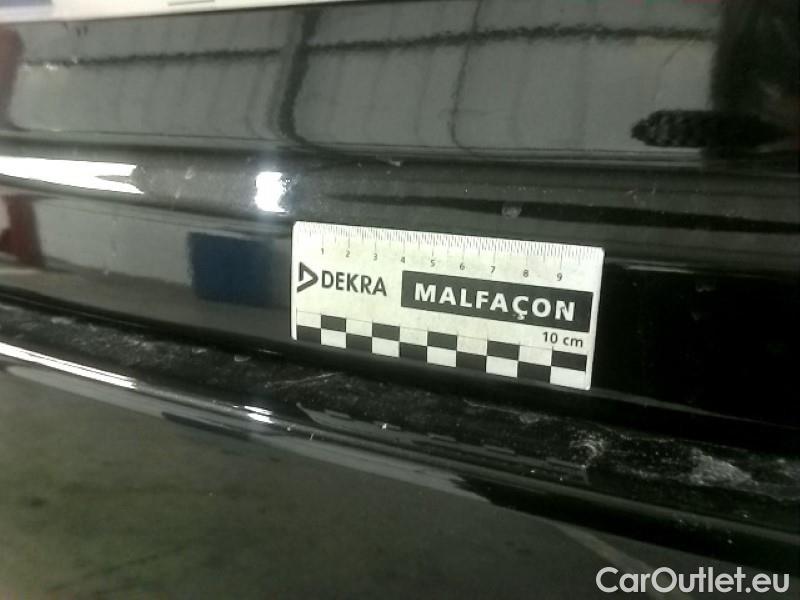 1 2 3 4 5 6 7 8 9
DEKRA MALFAÇON
10 cm
CarOutlet.eu